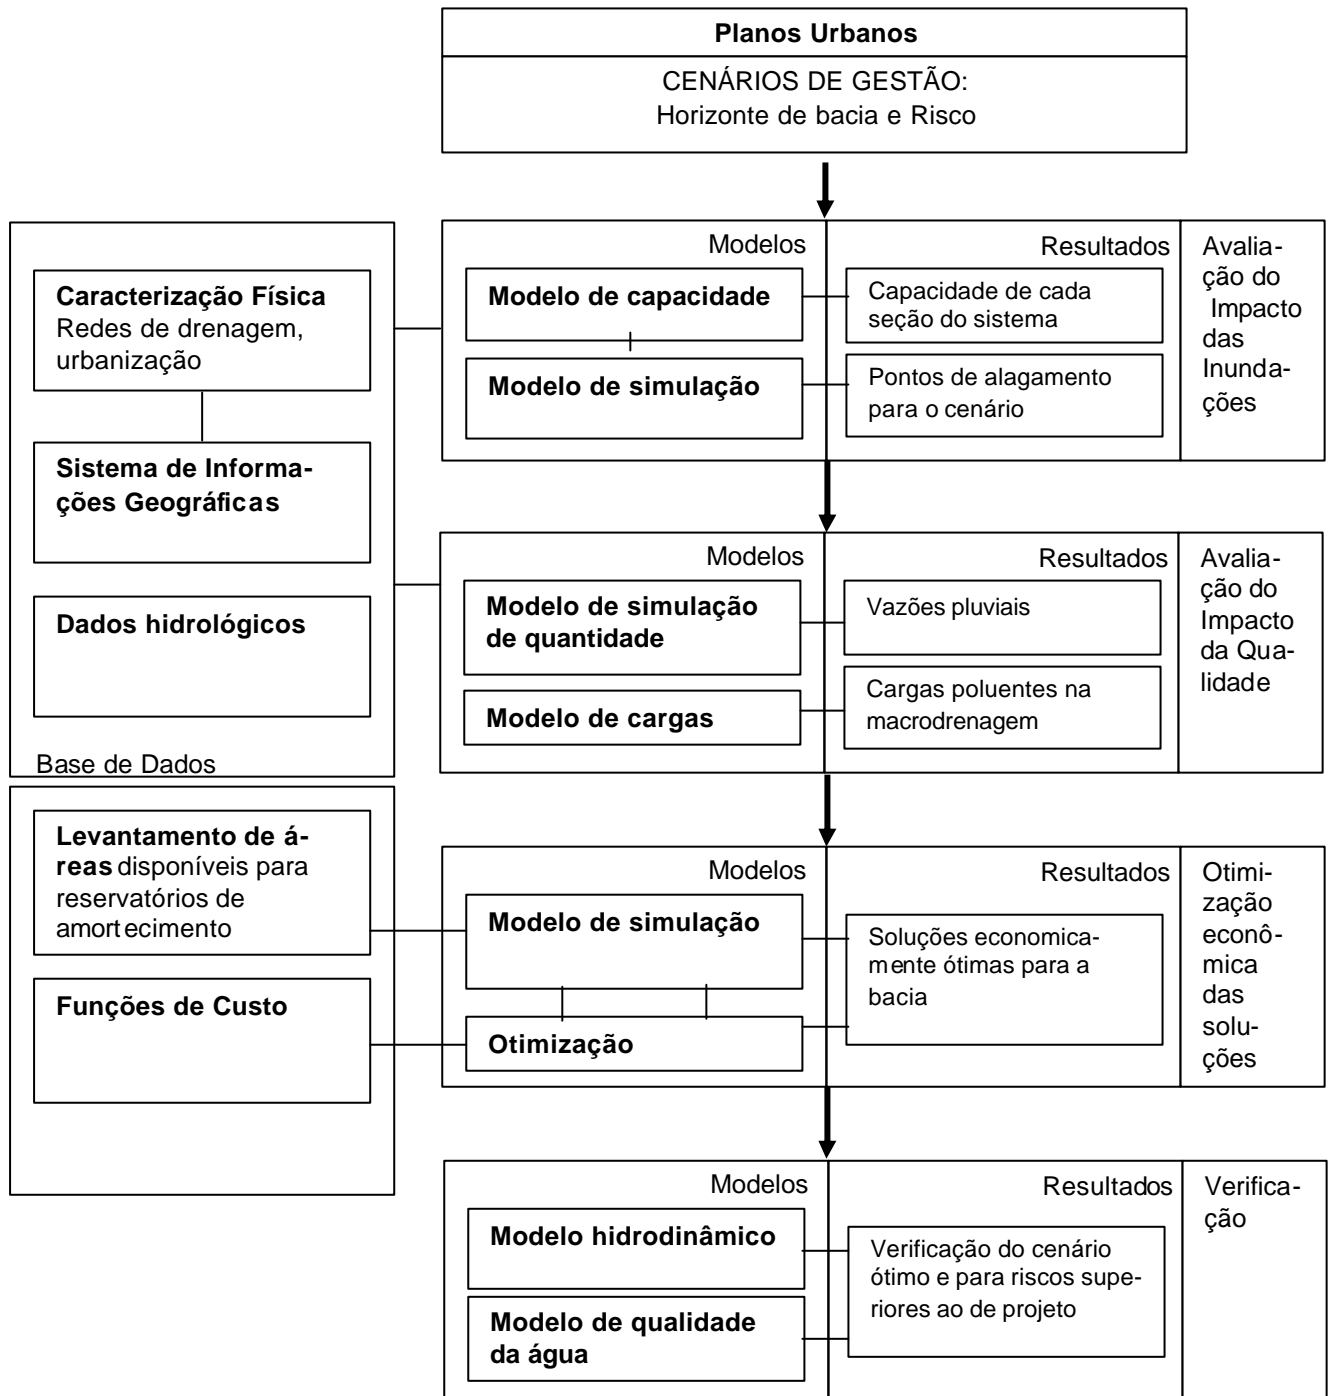 Planos Urbanos
CENÁRIOS DE GESTÃO:
Horizonte de bacia e Risco
Caracterização Física
Redes de drenagem,
urbanização
Sistema de Informa-
ções Geográficas
Dados hidrológicos
Base de Dados
Modelos
Modelo de capacidade
Modelo de simulação
Resultados
Capacidade de cada
seção do sistema
Pontos de alagamento
para o cenário
Avalia-
ção do
Impacto
das
Inunda-
ções
Modelos
Modelo de simulação
de quantidade
Modelo de cargas
Resultados
Vazões pluviais
Cargas poluentes na
macrodrenagem
Avalia-
ção do
Impacto
da Qua-
lidade
Levantamento de á-
reas disponíveis para
reservatórios de
amortecimento
Funções de Custo
Modelos
Modelo de simulação
Otimização
Resultados
Soluções economica-
mente ótimas para a
bacia
Otimi-
zação
econô-
mica
das
solu-
ções
Modelos
Modelo hidrodinâmico
Modelo de qualidade
da água
Resultados
Verificação do cenário
ótimo e para riscos supe-
riores ao de projeto
Verifica-
ção